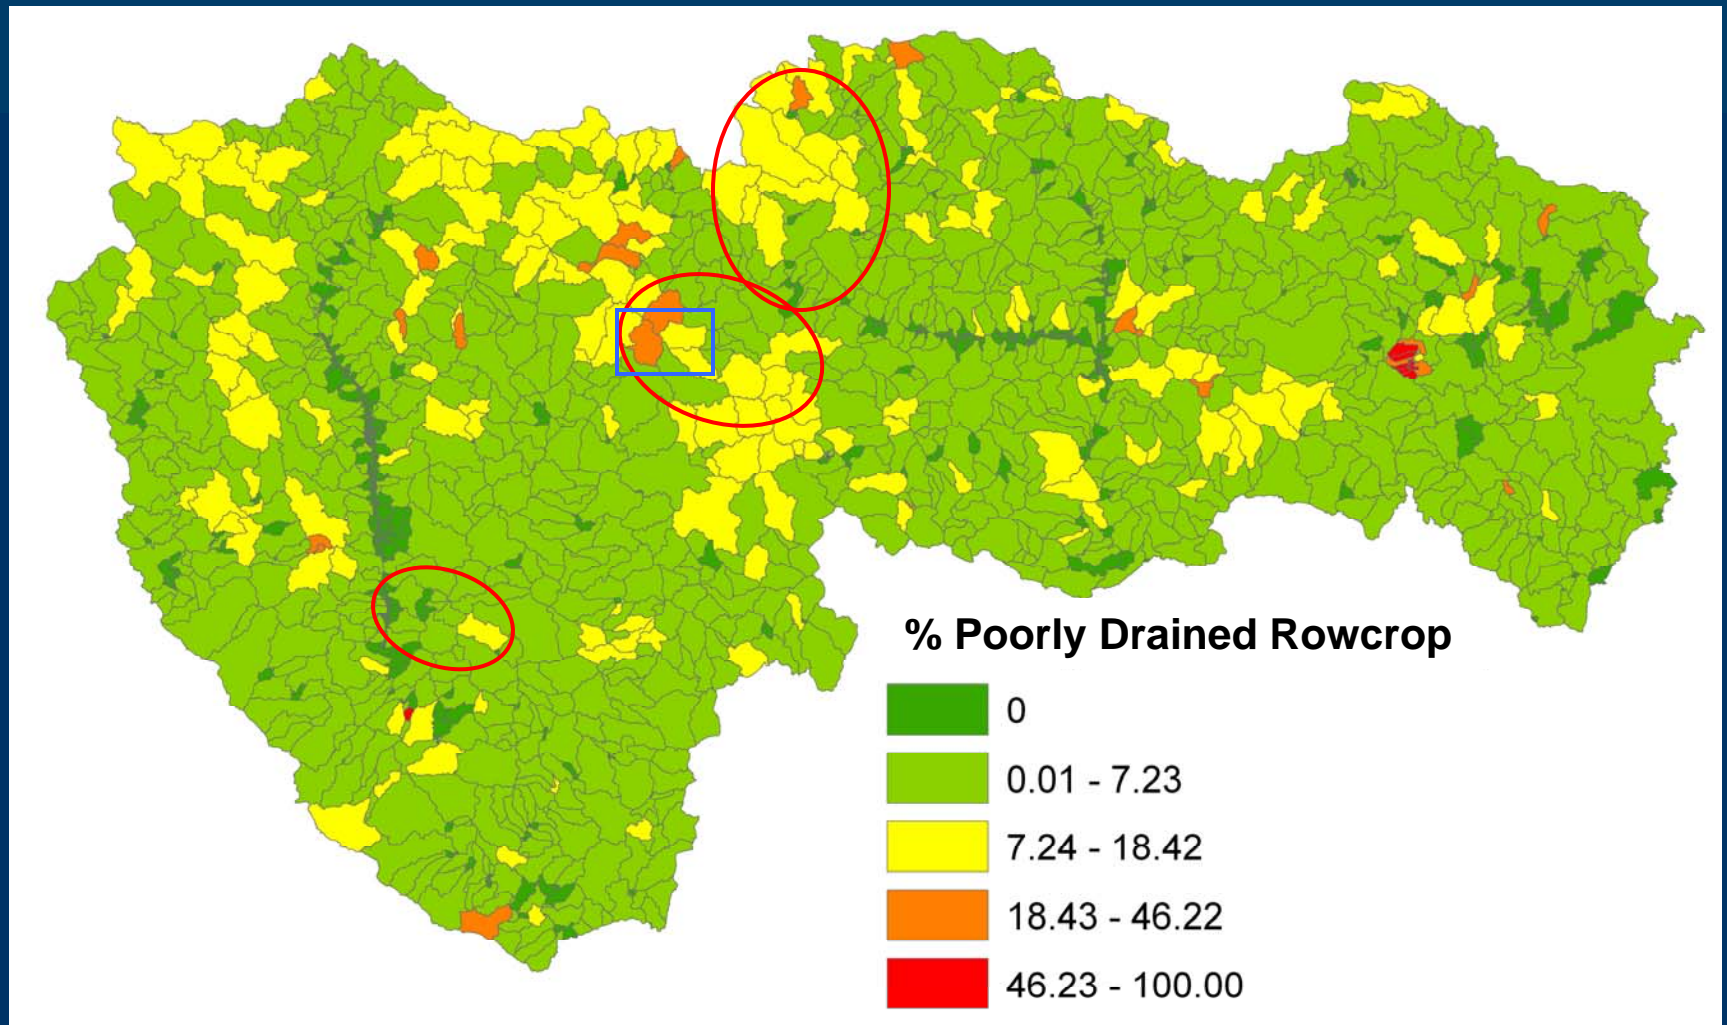 % Poorly Drained Rowcrop
0
0.01 - 7.23
7.24 - 18.42
18.43 - 46.22
46.23 - 100.00